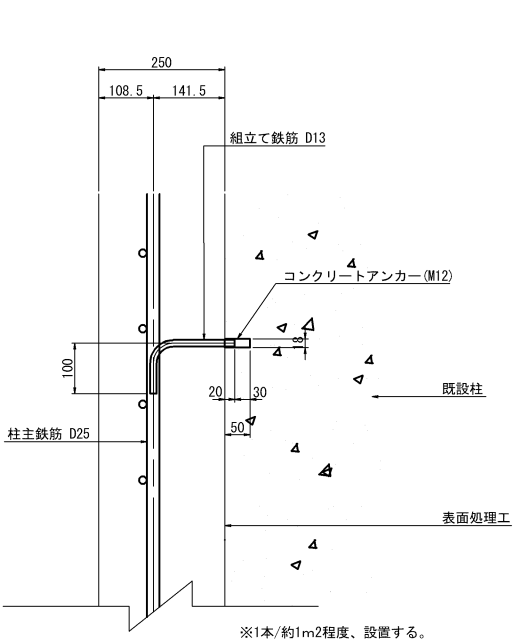 250
108.5
141.5
組立て鉄筋 D13
コンクリートアンカー(M12)
18
100
20
30
既設柱
50
柱主鉄筋 D25
表面処理工
※1本/約1m2程度、設置する。